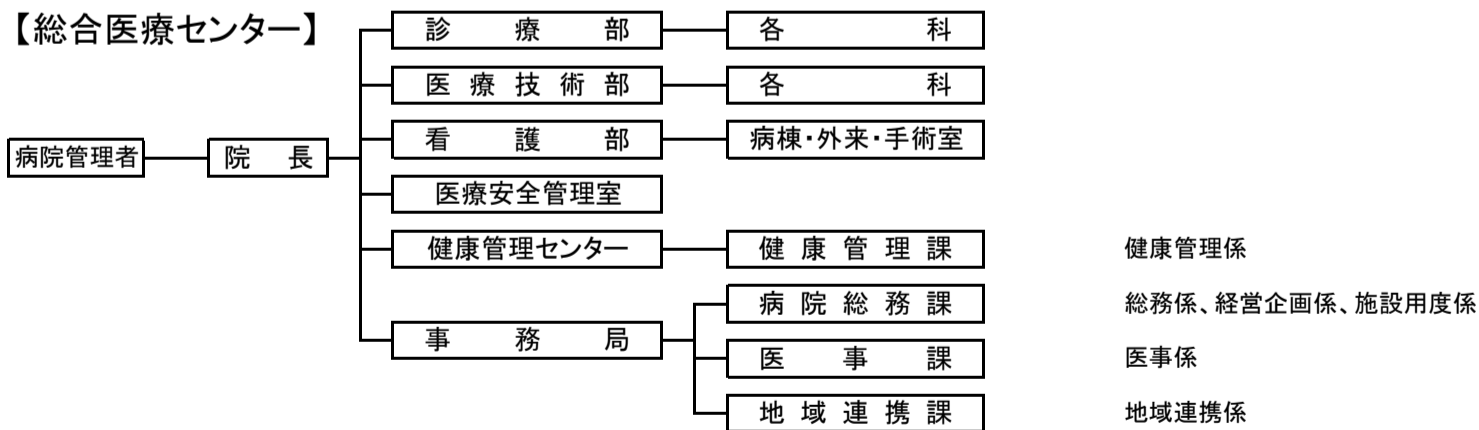 【総合医療センター】
診療部 各科
医療技術部 各科
看護部 病棟・外来・手術室
病院管理者 院長
医療安全管理室
健康管理センター 健康管理課 健康管理係
病院総務課 総務係、経営企画係、施設用度係
事務局
医事課 医事係
地域連携課 地域連携係